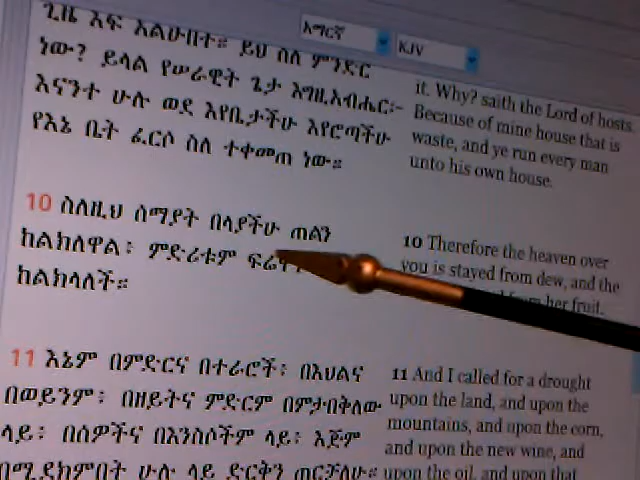 አማርኛ
KJV
ጊዜ እፍ አልሁበት። ይህ ስለ ምንድር
ነው? ይላል የሠራዊት ጌታ እግዚአብሔር፦
እናንተ ሁሉ ወደ እየቤታችሁ እየሮጣችሁ
የእኔ ቤት ፈርሶ ስለ ተቀመጠ ነው።
10 ስለዚህ ሰማያት በላያችሁ ጠልን
ከልክለዋል፥ ምድሪቱም
ከልክላለች።
11 እኔም በምድርና በተራሮች፥ በእህልና
በወይንም፥ በዘይትና ምድርም በምታበቅለው
ላይ፥ በሰዎችና በእንስሶችም ላይ፥ እጅም
በሚደክምበት ሁሉ ላይ ድርቅን ጠርቻለሁ።
it. Why? saith the Lord of hosts.
Because of mine house that is
waste, and ye run every man
unto his own house.
10 Therefore the heaven over
you is stayed from dew, and the
from her fruit.
11 And I called for a drought
upon the land, and upon the
mountains, and upon the corn,
and upon the new wine, and
upon the oil, and upon that